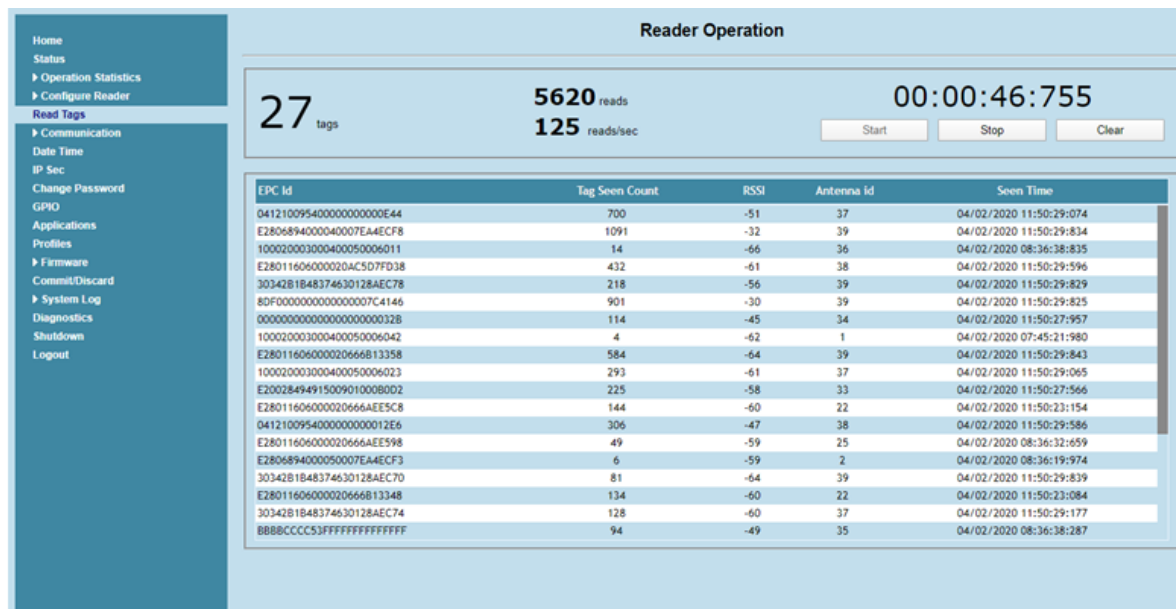 Reader Operation
Home
Status
Operation Statistics
Configure Reader
Read Tags
Communication
Date Time
IP Sec
Change Password
GPIO
Applications
Profiles
Firmware
Commit/Discard
System Log
Diagnostics
Shutdown
Logout
27 tags
5620 reads
125 reads/sec
00:00:46:755
Start Stop Clear
EPC Id Tag Seen Count RSSI Antenna id Seen Time
041210095400000000000E44 700 -51 37 04/02/2020 11:50:29:074
E2806894000040007EA4ECF8 1091 -32 39 04/02/2020 11:50:29:834
100020003000400050006011 14 -66 36 04/02/2020 08:36:38:835
E28011606000020AC5D7FD38 432 -61 38 04/02/2020 11:50:29:596
30342B1B48374630128AEC78 218 -56 39 04/02/2020 11:50:29:829
8DF0000000000000007C4146 901 -30 39 04/02/2020 11:50:29:825
00000000000000000000032B 114 -45 34 04/02/2020 11:50:27:957
100020003000400050006042 4 -62 1 04/02/2020 07:45:21:980
E28011606000020666B13358 584 -64 39 04/02/2020 11:50:29:843
100020003000400050006023 293 -61 37 04/02/2020 11:50:29:065
E2002849491500901000B0D2 225 -58 33 04/02/2020 11:50:27:566
E28011606000020666AEE5C8 144 -60 22 04/02/2020 11:50:23:154
0412100954000000000012E6 306 -47 38 04/02/2020 11:50:29:586
E28011606000020666AEE598 49 -59 25 04/02/2020 08:36:32:659
E2806894000050007EA4ECF3 6 -59 2 04/02/2020 08:36:19:974
30342B1B48374630128AEC70 81 -64 39 04/02/2020 11:50:29:839
E28011606000020666B13348 134 -60 22 04/02/2020 11:50:23:084
30342B1B48374630128AEC74 128 -60 37 04/02/2020 11:50:29:177
BBBBCCCC53FFFFFFFFFFFFFF 94 -49 35 04/02/2020 08:36:38:287